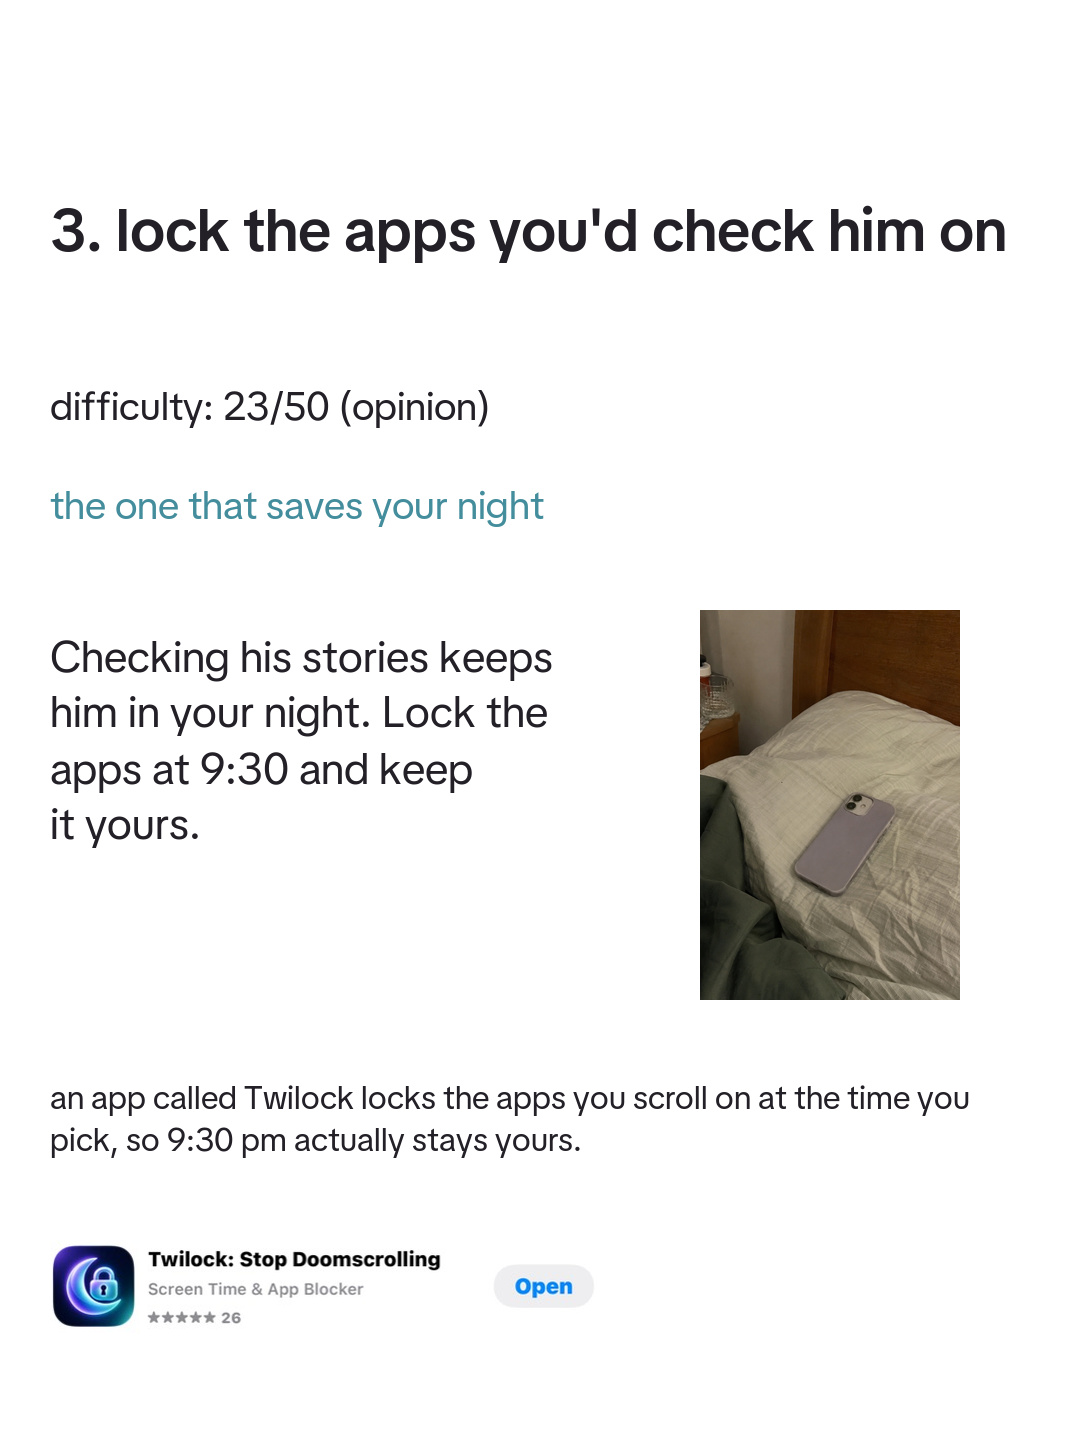 3. lock the apps you'd check him on
difficulty: 23/50 (opinion)
the one that saves your night
Checking his stories keeps
him in your night. Lock the
apps at 9:30 and keep
it yours.
an app called Twilock locks the apps you scroll on at the time you
pick, so 9:30 pm actually stays yours.
Twilock: Stop Doomscrolling
Screen Time & App Blocker
★★★★★ 26
Open